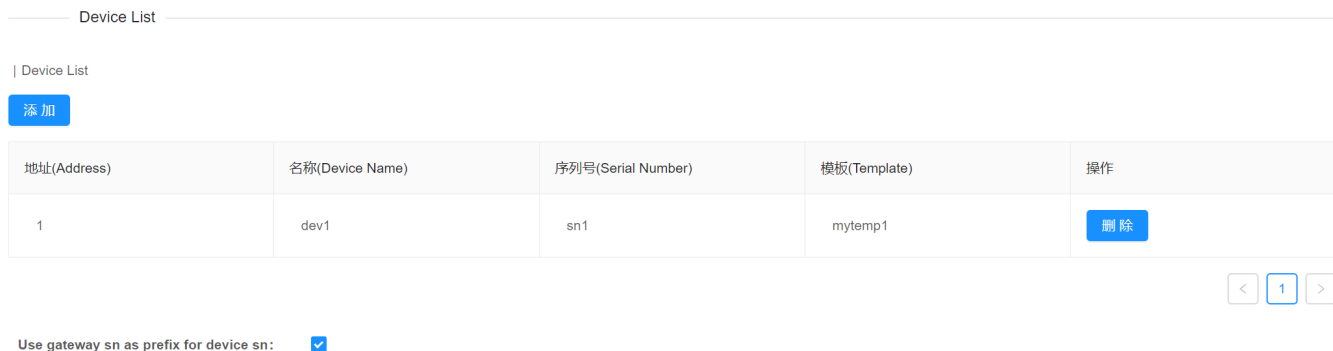 Device List
| Device List
添 加
地址(Address) 名称(Device Name) 序列号(Serial Number) 模板(Template) 操作
1 dev1 sn1 mytemp1 删 除
< 1 >
Use gateway sn as prefix for device sn: